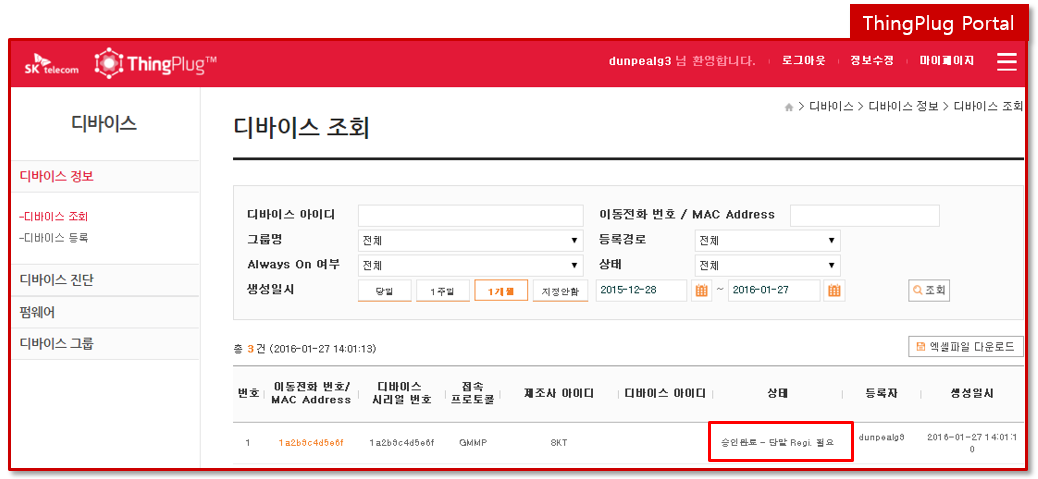 ThingPlug Portal
SK telecom ThingPlug™ dunpealg3 님 환영합니다. 로그아웃 정보수정 마이페이지
디바이스 > 디바이스 정보 > 디바이스 조회
디바이스
디바이스 정보
-디바이스 조회
-디바이스 등록
디바이스 진단
펌웨어
디바이스 그룹
디바이스 조회
디바이스 아이디 이동전화 번호 / MAC Address
그룹명 전체 ▼ 등록경로 전체 ▼
Always On 여부 전체 ▼ 상태 전체 ▼
생성일시 당일 1주일 1개월 지정안함 2015-12-28 ~ 2016-01-27 조회
총 3 건 (2016-01-27 14:01:13) 엑셀파일 다운로드
번호 이동전화 번호/ MAC Address 디바이스 시리얼 번호 접속 프로토콜 제조사 아이디 디바이스 아이디 상태 등록자 생성일시
1 1a2b3c4d5e6f 1a2b3c4d5e6f GMMP SKT 승인완료 - 단말 Regi. 필요 dunpealg3 2016-01-27 14:01:1
0